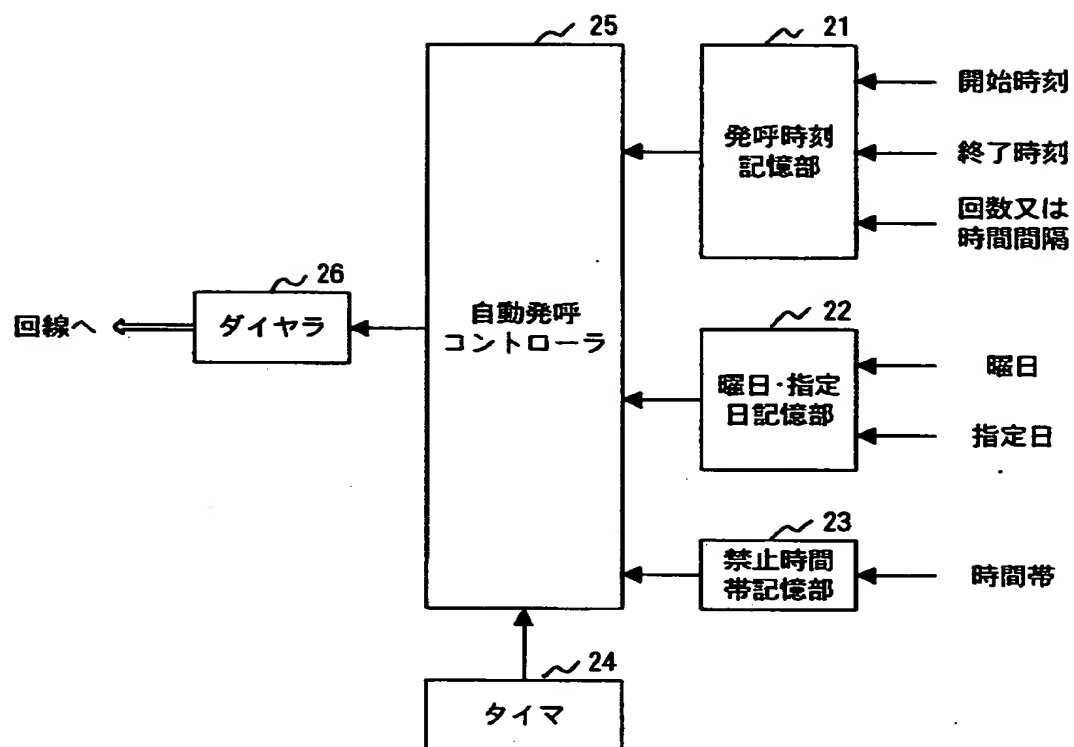 25
21
開始時刻
発呼時刻
記憶部
終了時刻
回数又は
時間間隔
26
回線へ
ダイヤラ
自動発呼
コントローラ
22
曜日・指定
日記憶部
曜日
指定日
23
禁止時間
帯記憶部
時間帯
24
タイマ